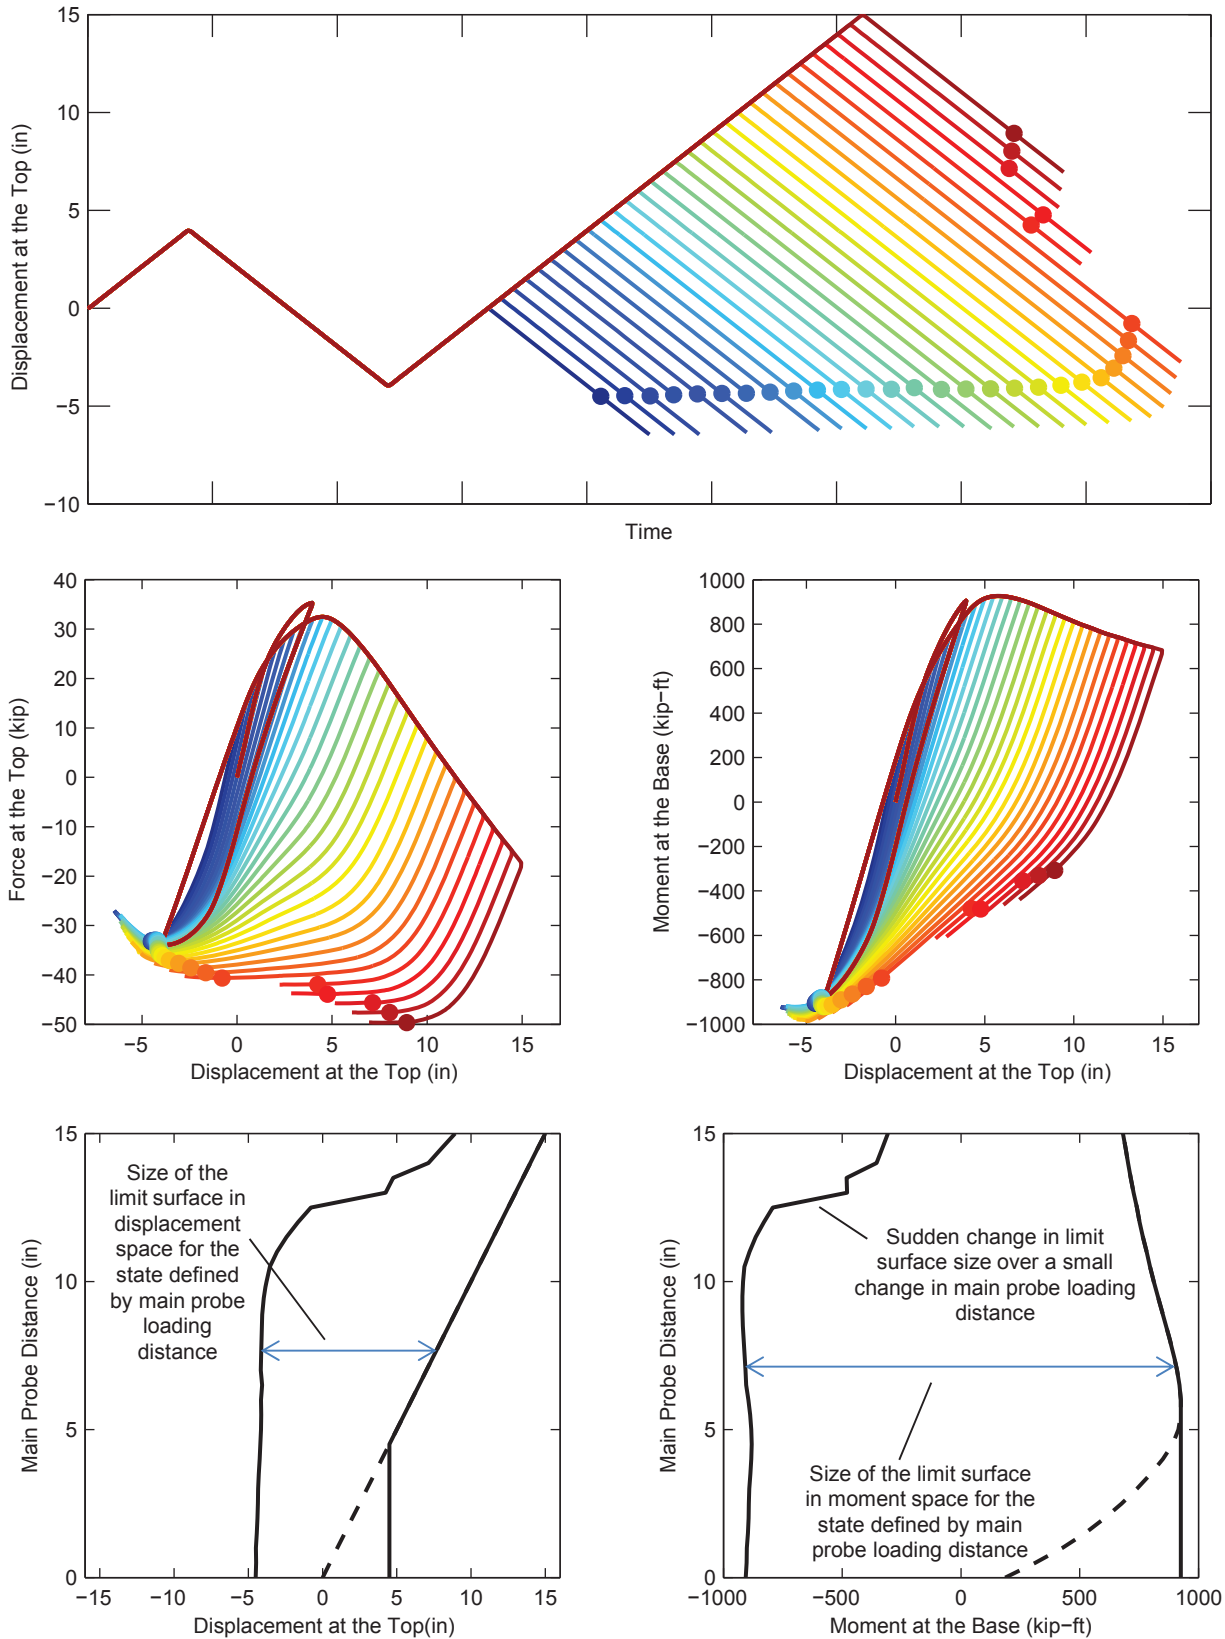 15
10
5
0
−5
−10
Displacement at the Top (in)
Time
40
30
20
10
0
−10
−20
−30
−40
−50
Force at the Top (kip)
−5 0 5 10 15
Displacement at the Top (in)
1000
800
600
400
200
0
−200
−400
−600
−800
−1000
Moment at the Base (kip−ft)
−5 0 5 10 15
Displacement at the Top (in)
15
10
5
0
Main Probe Distance (in)
Size of the
limit surface in
displacement
space for the
state defined
by main probe
loading
distance
−15 −10 −5 0 5 10 15
Displacement at the Top(in)
15
10
5
0
Main Probe Distance (in)
Sudden change in limit
surface size over a small
change in main probe loading
distance
Size of the limit surface
in moment space for the
state defined by main
probe loading distance
−1000 −500 0 500 1000
Moment at the Base (kip−ft)